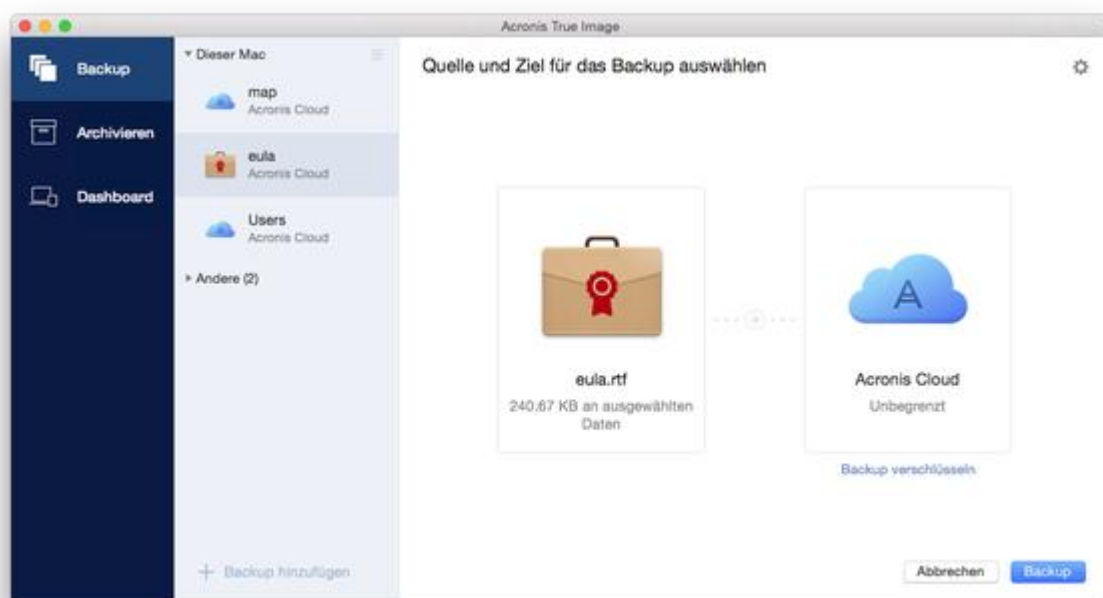 Acronis True Image
Backup
Archivieren
Dashboard
Dieser Mac
map
Acronis Cloud
eula
Acronis Cloud
Users
Acronis Cloud
Andere (2)
Backup hinzufügen
Quelle und Ziel für das Backup auswählen
eula.rtf
240.67 KB an ausgewählten
Daten
Acronis Cloud
Unbegrenzt
Backup verschlüsseln
Abbrechen
Backup